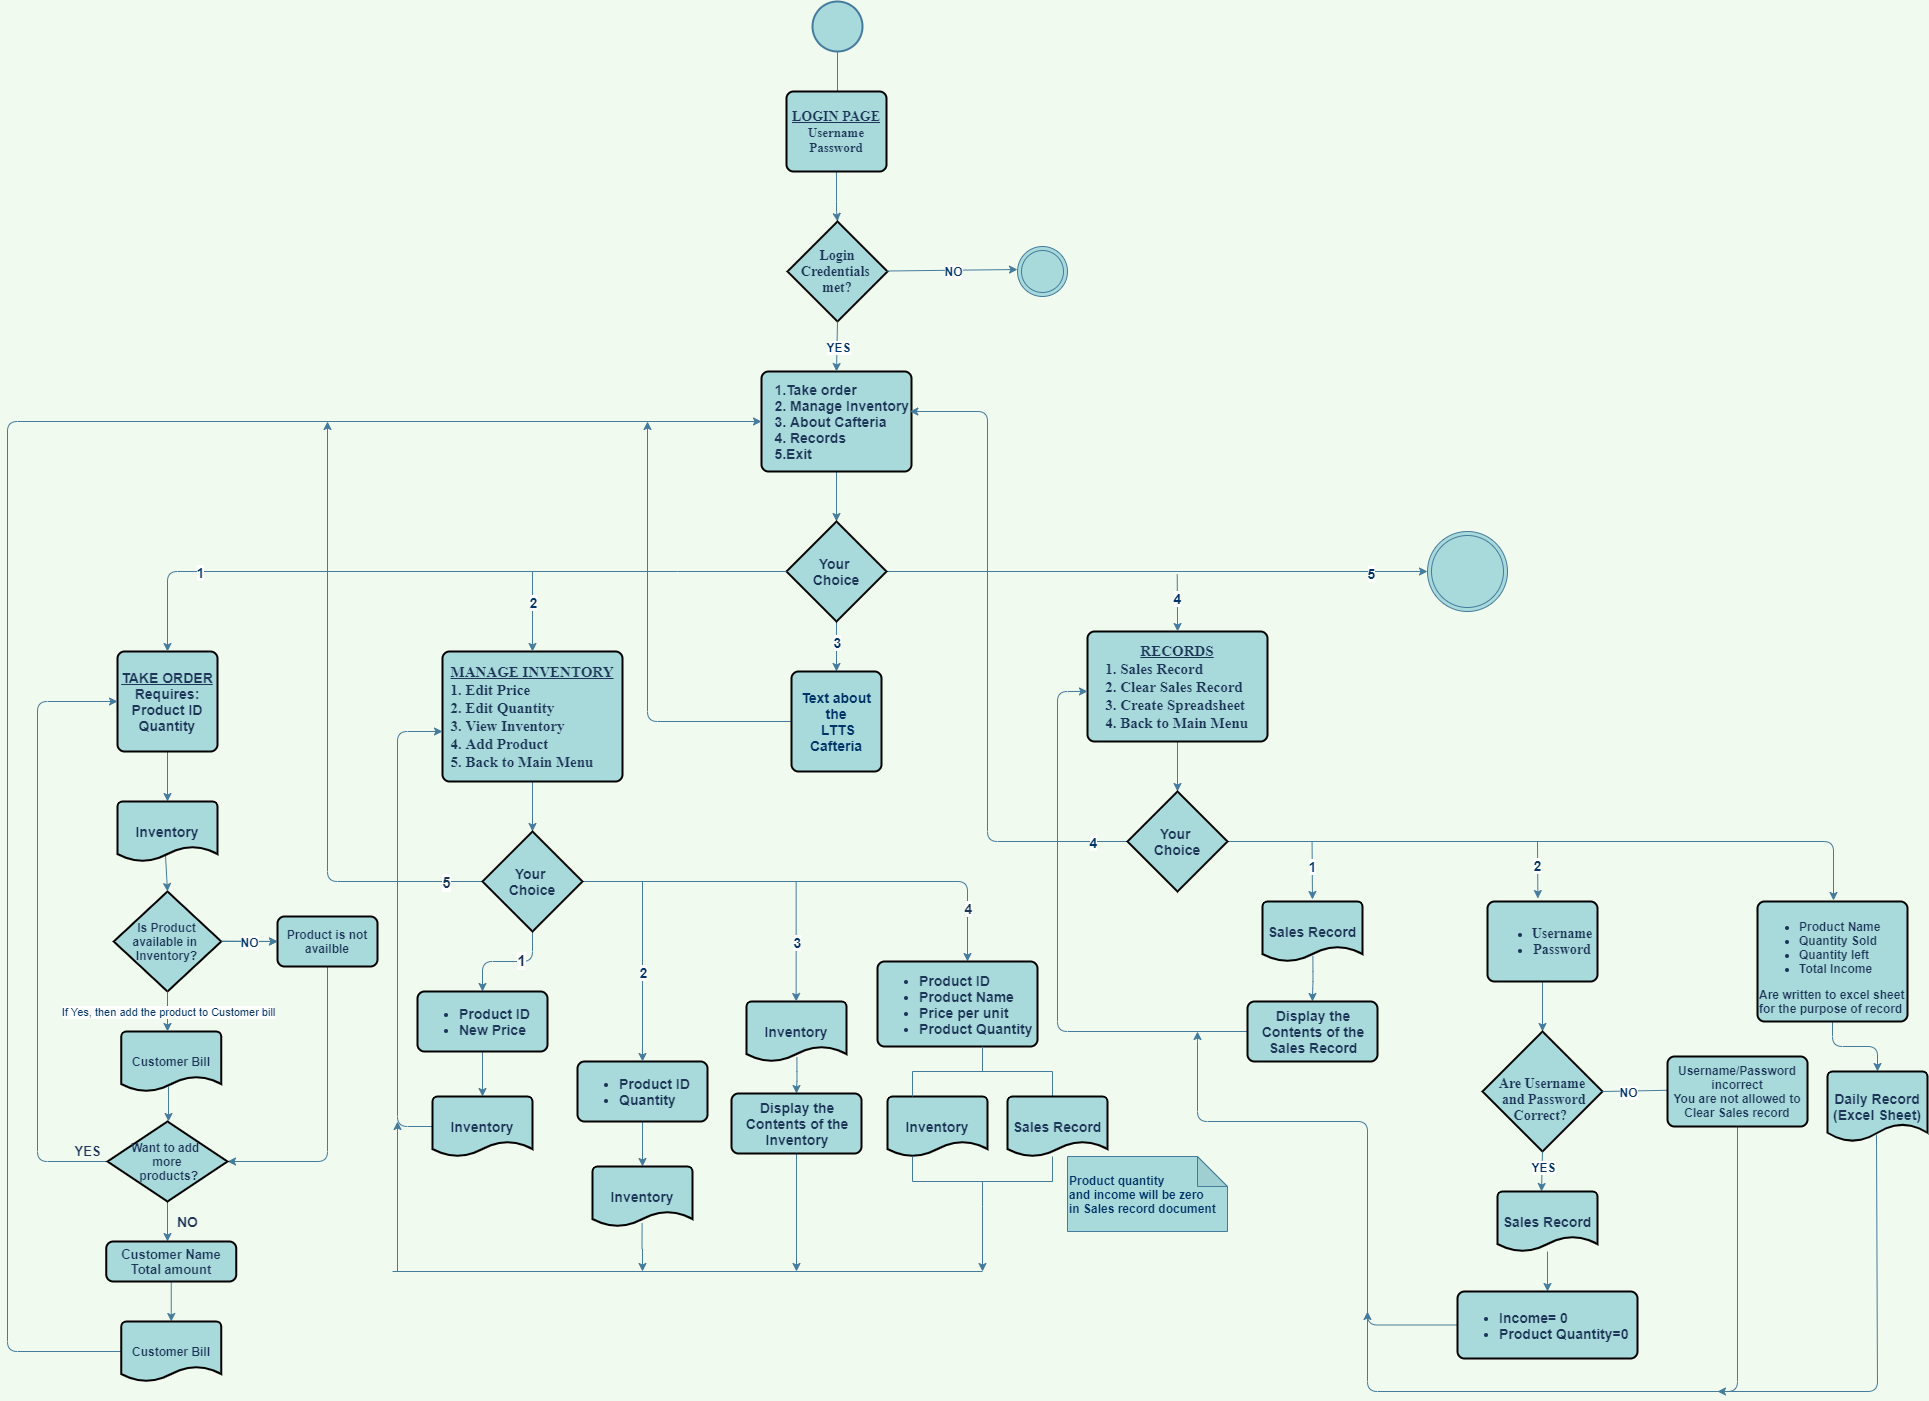 LOGIN PAGE
Username
Password
Login
Credentials
met?
NO
YES
1.Take order
2. Manage Inventory
3. About Cafteria
4. Records
5.Exit
Your
Choice
1
2
3
4
5
TAKE ORDER
Requires:
Product ID
Quantity
Inventory
Is Product
available in
Inventory?
NO
Product is not
availble
If Yes, then add the product to Customer bill
Customer Bill
Want to add
more
products?
YES
NO
Customer Name
Total amount
Customer Bill
MANAGE INVENTORY
1. Edit Price
2. Edit Quantity
3. View Inventory
4. Add Product
5. Back to Main Menu
Your
Choice
5
1
2
3
4
• Product ID
• New Price
Inventory
• Product ID
• Quantity
Inventory
Inventory
Display the
Contents of the
Inventory
• Product ID
• Product Name
• Price per unit
• Product Quantity
Inventory
Sales Record
Product quantity
and income will be zero
in Sales record document
Text about
the
LTTS
Cafteria
RECORDS
1. Sales Record
2. Clear Sales Record
3. Create Spreadsheet
4. Back to Main Menu
Your
Choice
4
1
2
Sales Record
Display the
Contents of the
Sales Record
• Username
• Password
Are Username
and Password
Correct?
NO
Username/Password
incorrect
You are not allowed to
Clear Sales record
YES
Sales Record
• Income= 0
• Product Quantity=0
• Product Name
• Quantity Sold
• Quantity left
• Total Income
Are written to excel sheet
for the purpose of record
Daily Record
(Excel Sheet)